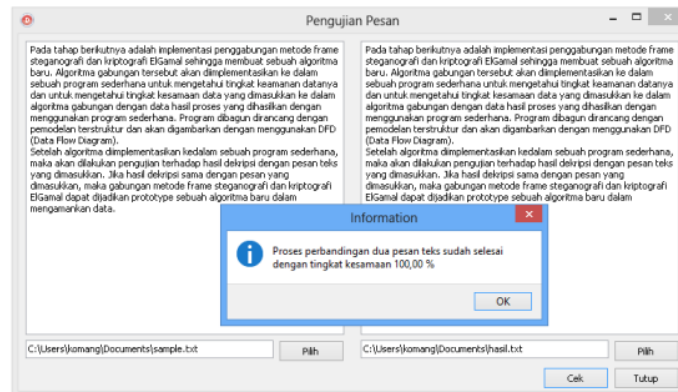 Pengujian Pesan
Pada tahap berikutnya adalah implementasi penggabungan metode frame
steganografi dan kriptografi ElGamal sehingga membuat sebuah algoritma
baru. Algoritma gabungan tersebut akan diimplementasikan ke dalam
sebuah program sederhana untuk mengetahui tingkat keamanan datanya
dan untuk mengetahui tingkat kesamaan data yang dimasukkan ke dalam
algoritma gabungan dengan data hasil proses yang dihasilkan dengan
menggunakan program sederhana. Program dibagun dirancang dengan
pemodelan terstruktur dan akan digambarkan dengan menggunakan DFD
(Data Flow Diagram).
Setelah algoritma diimplementasikan kedalam sebuah program sederhana,
maka akan dilakukan pengujian terhadap hasil dekripsi dengan pesan teks
yang dimasukkan. Jika hasil dekripsi sama dengan pesan yang
dimasukkan, maka gabungan metode frame steganografi dan kriptografi
ElGamal dapat dijadikan prototype sebuah algoritma baru dalam
mengamankan data.
Pada tahap berikutnya adalah implementasi penggabungan metode frame
steganografi dan kriptografi ElGamal sehingga membuat sebuah algoritma
baru. Algoritma gabungan tersebut akan diimplementasikan ke dalam
sebuah program sederhana untuk mengetahui tingkat keamanan datanya
dan untuk mengetahui tingkat kesamaan data yang dimasukkan ke dalam
algoritma gabungan dengan data hasil proses yang dihasilkan dengan
menggunakan program sederhana. Program dibagun dirancang dengan
pemodelan terstruktur dan akan digambarkan dengan menggunakan DFD
(Data Flow Diagram).
Setelah algoritma diimplementasikan kedalam sebuah program sederhana,
maka akan dilakukan pengujian terhadap hasil dekripsi dengan pesan teks
yang dimasukkan. Jika hasil dekripsi sama dengan pesan yang
dimasukkan, maka gabungan metode frame steganografi dan kriptografi
ElGamal dapat dijadikan prototype sebuah algoritma baru dalam
mengamankan data.
Information
Proses perbandingan dua pesan teks sudah selesai
dengan tingkat kesamaan 100,00 %
OK
C:\Users\komang\Documents\sample.txt
Pilih
C:\Users\komang\Documents\hasil.txt
Pilih
Cek
Tutup